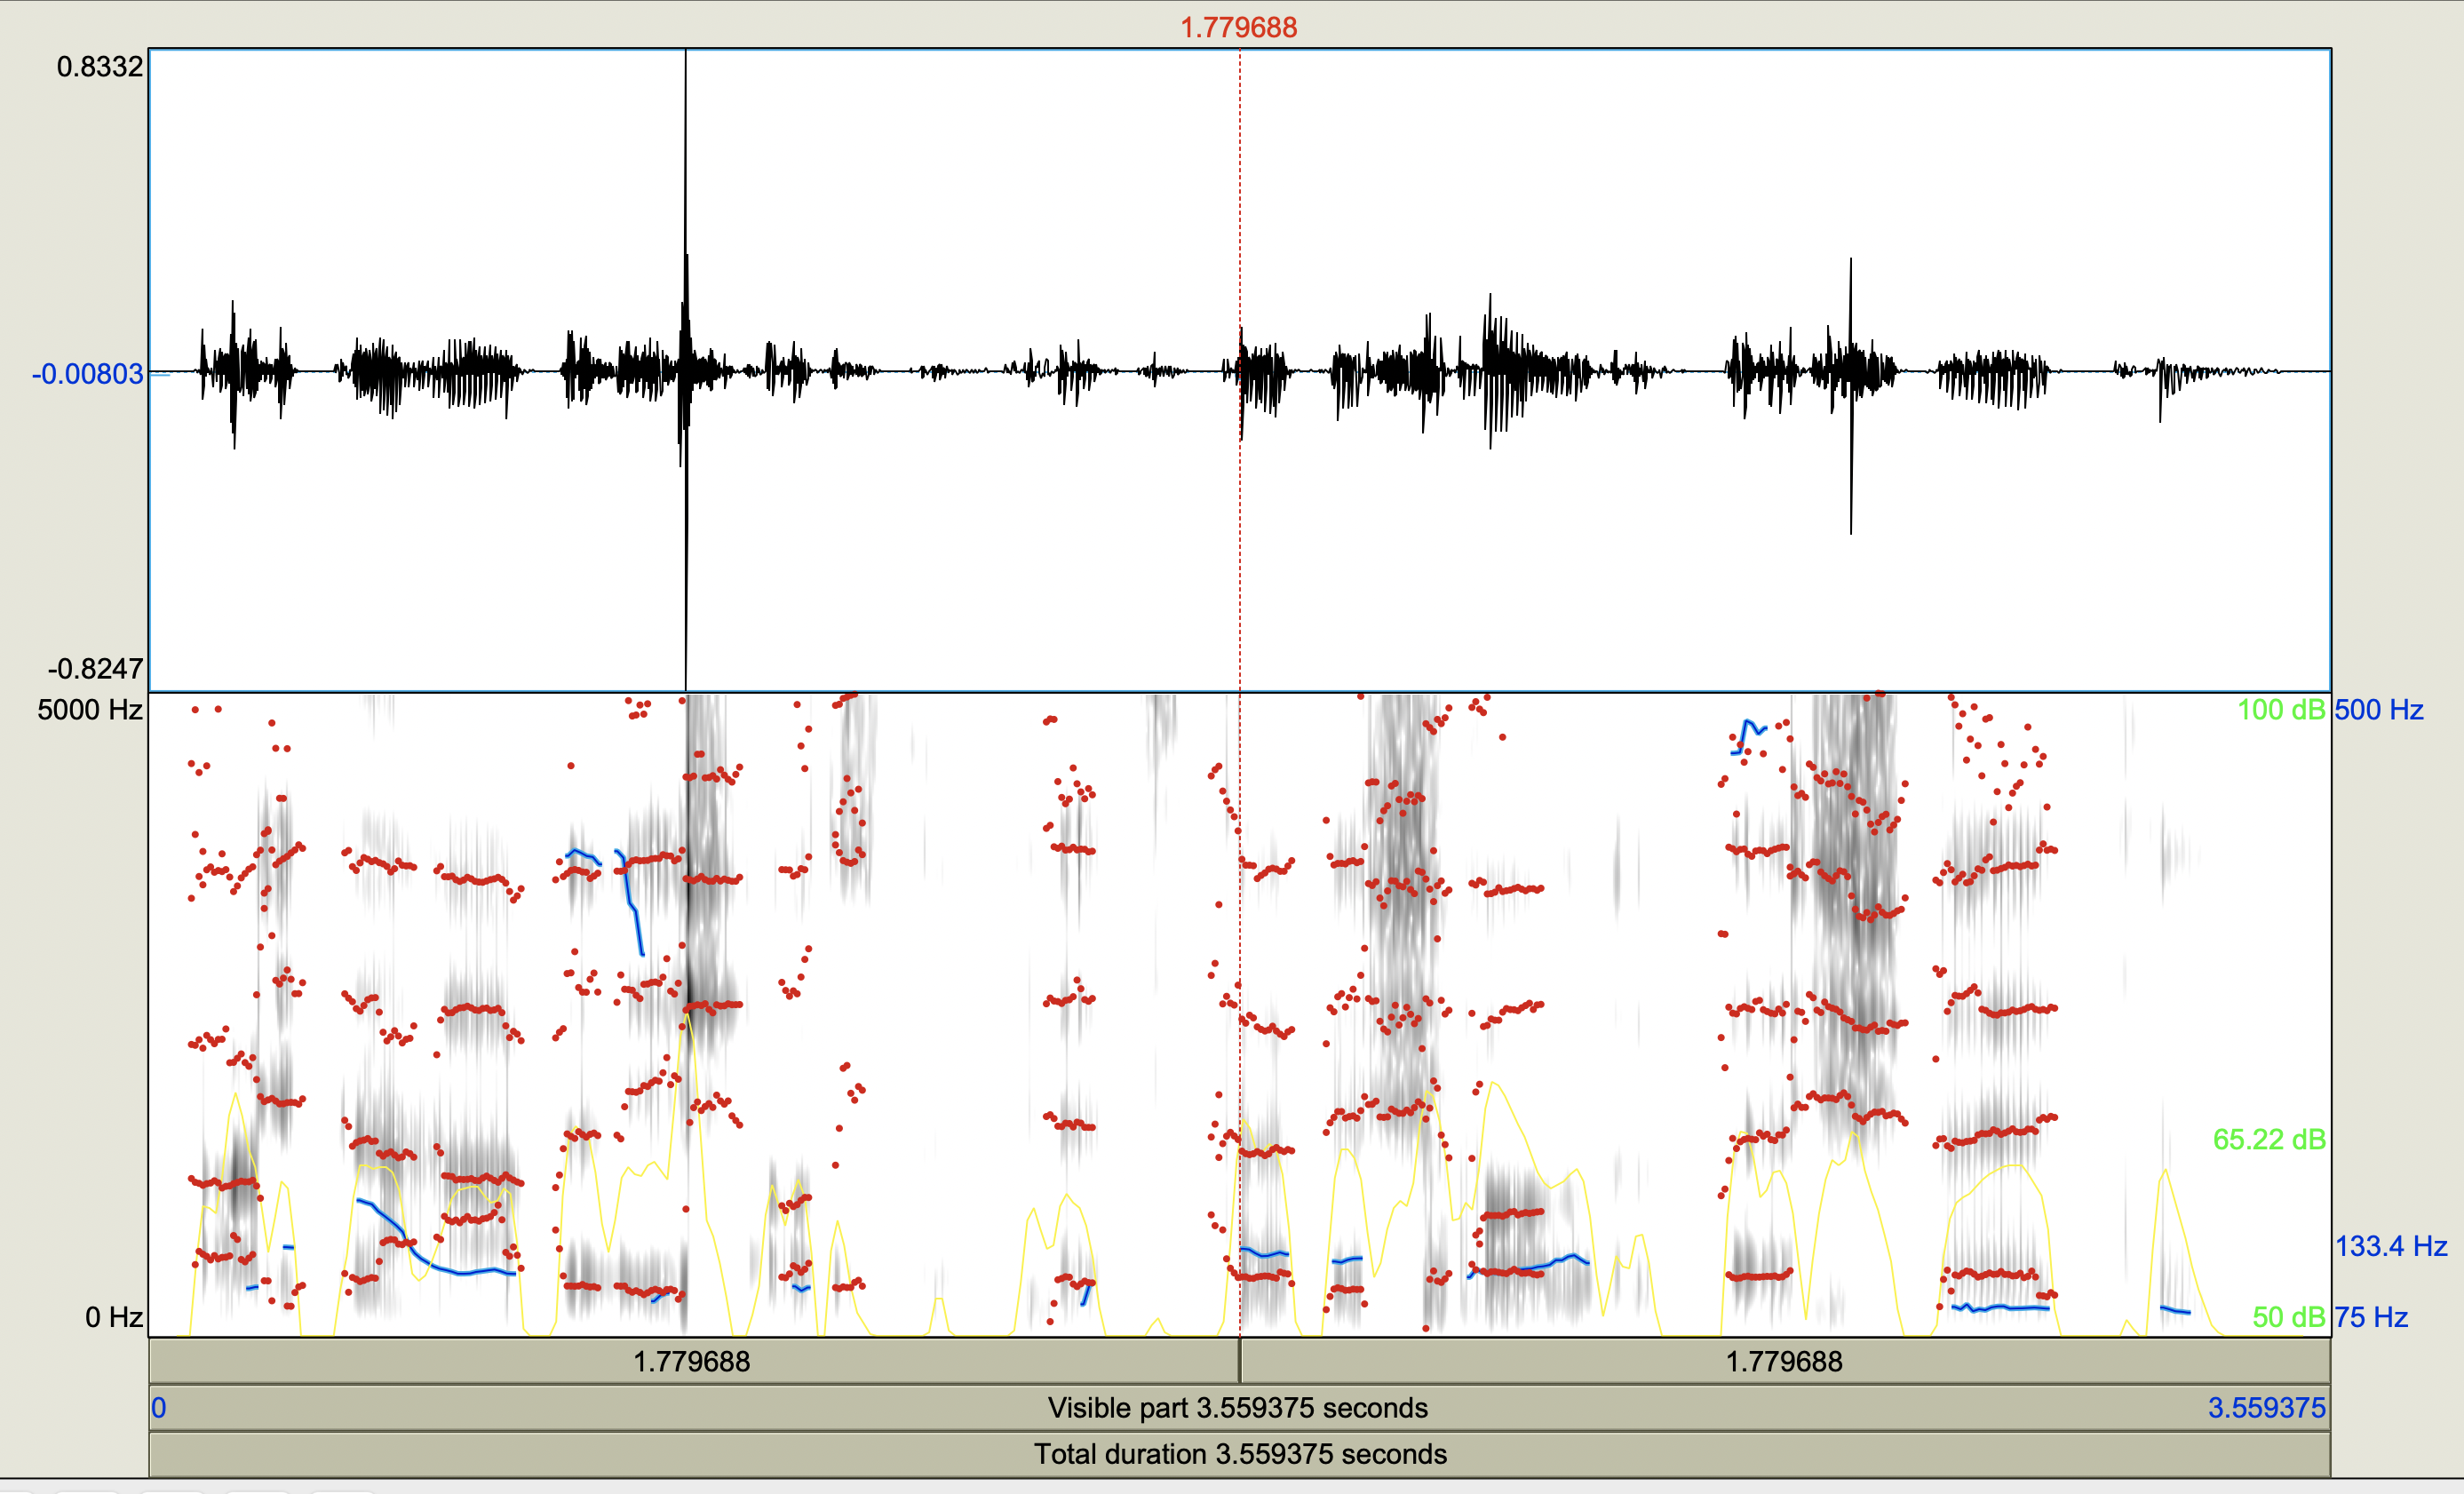 1.779688
0.8332
-0.00803
-0.8247
5000 Hz
100 dB 500 Hz
65.22 dB
133.4 Hz
0 Hz
50 dB 75 Hz
1.779688 1.779688
0 Visible part 3.559375 seconds 3.559375
Total duration 3.559375 seconds